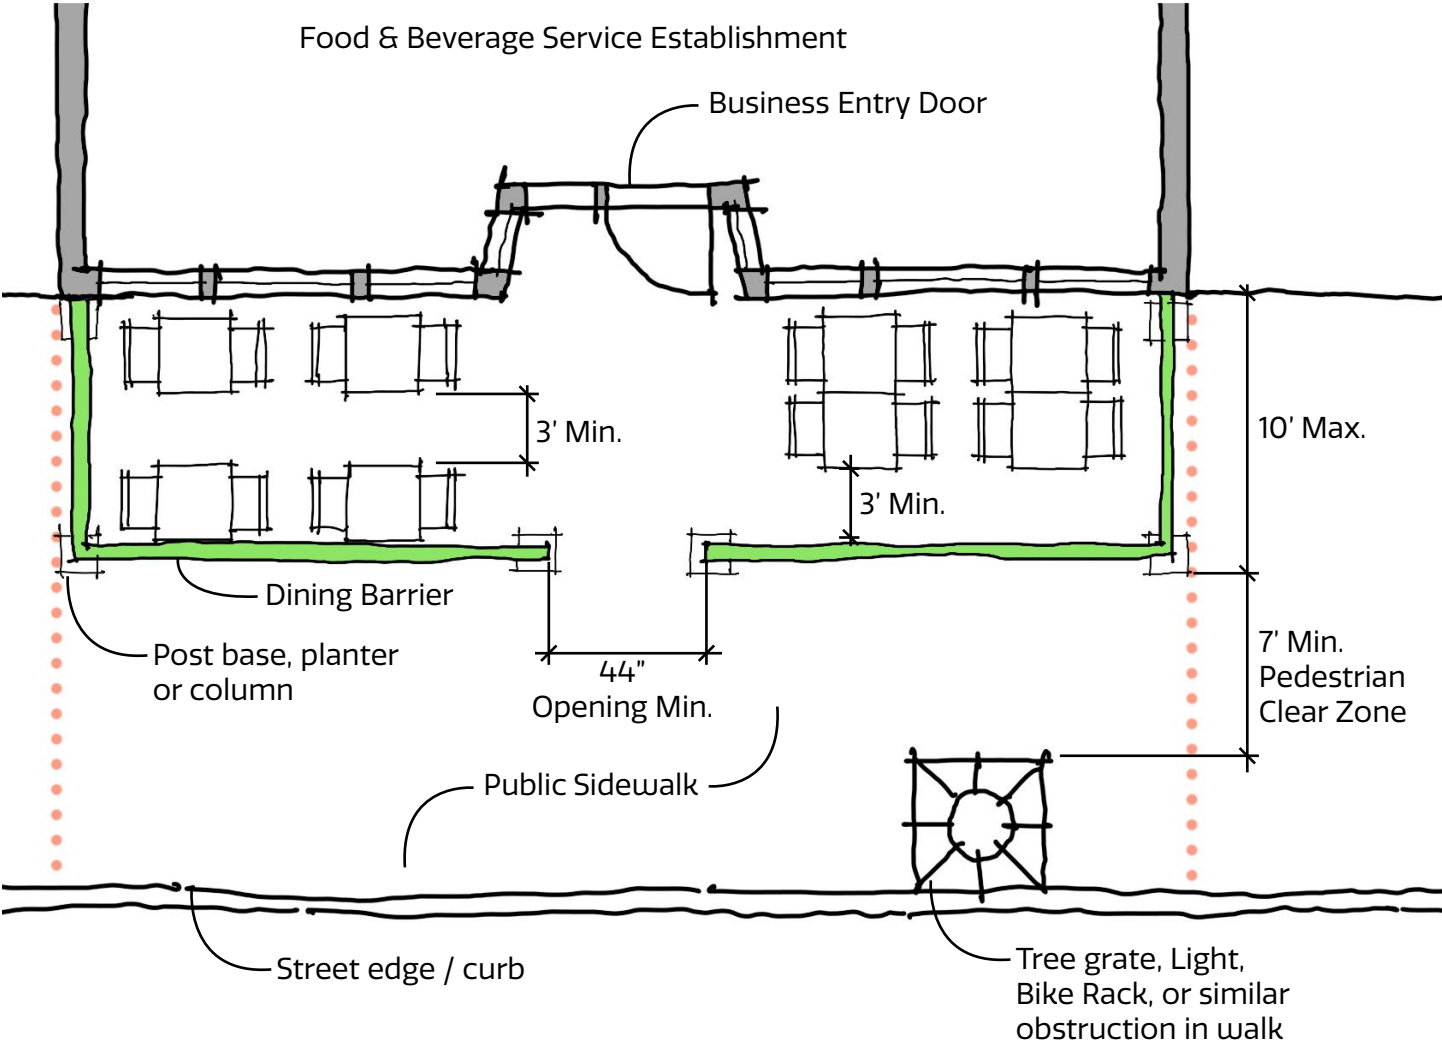 Food & Beverage Service Establishment
Business Entry Door
3' Min.
10' Max.
3' Min.
Dining Barrier
Post base, planter
or column
44"
Opening Min.
7' Min.
Pedestrian
Clear Zone
Public Sidewalk
Street edge / curb
Tree grate, Light,
Bike Rack, or similar
obstruction in walk